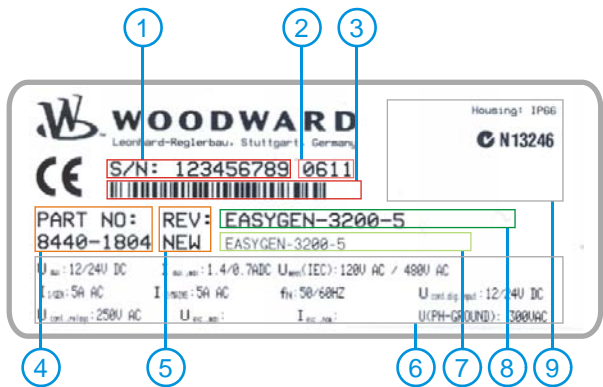 1 2 3
WOODWARD
Leonhard-Reglerbau. Stuttgart. Germany
Housing: IP66
N13246
CE
S/N: 123456789 0611
PART NO: REV: EASYGEN-3200-5
8440-1804 NEW EASYGEN-3200-5
U :12/24V DC I :1.4/0.7ADC U (IEC):120V AC / 480V AC
I :5A AC I :5A AC fN:50/60HZ U :12/24V DC
U :250V AC U : I : U(PH-GROUND): 300VAC
4 5 6 7 8 9